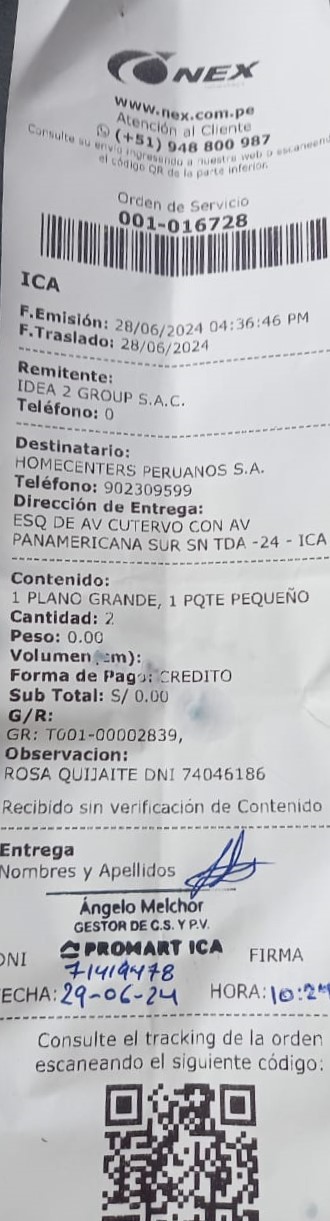 NEX
www.nex.com.pe
Atención al Cliente
(+51) 948 800 987
Consulte su envío ingresando a nuestra web o escaneen
el código QR de la parte inferior.
Orden de Servicio
001-016728
ICA
F.Emisión: 28/06/2024 04:36:46 PM
F.Traslado: 28/06/2024
Remitente:
IDEA 2 GROUP S.A.C.
Teléfono: 0
Destinatario:
HOMECENTERS PERUANOS S.A.
Teléfono: 902309599
Dirección de Entrega:
ESQ DE AV CUTERVO CON AV
PANAMERICANA SUR SN TDA -24 - ICA
Contenido:
1 PLANO GRANDE, 1 PQTE PEQUEÑO
Cantidad: 2
Peso: 0.00
Volumen cm):
Forma de Pago: CREDITO
Sub Total: S/ 0.00
G/R:
GR: T001-00002839,
Observacion:
ROSA QUIJAITE DNI 74046186
Recibido sin verificación de Contenido
Entrega
Nombres y Apellidos
Ángelo Melchor
GESTOR DE C.S. Y P.V.
PROMART ICA
DNI 71419478 FIRMA
FECHA: 29-06-24 HORA: 10:24
Consulte el tracking de la orden
escaneando el siguiente código: